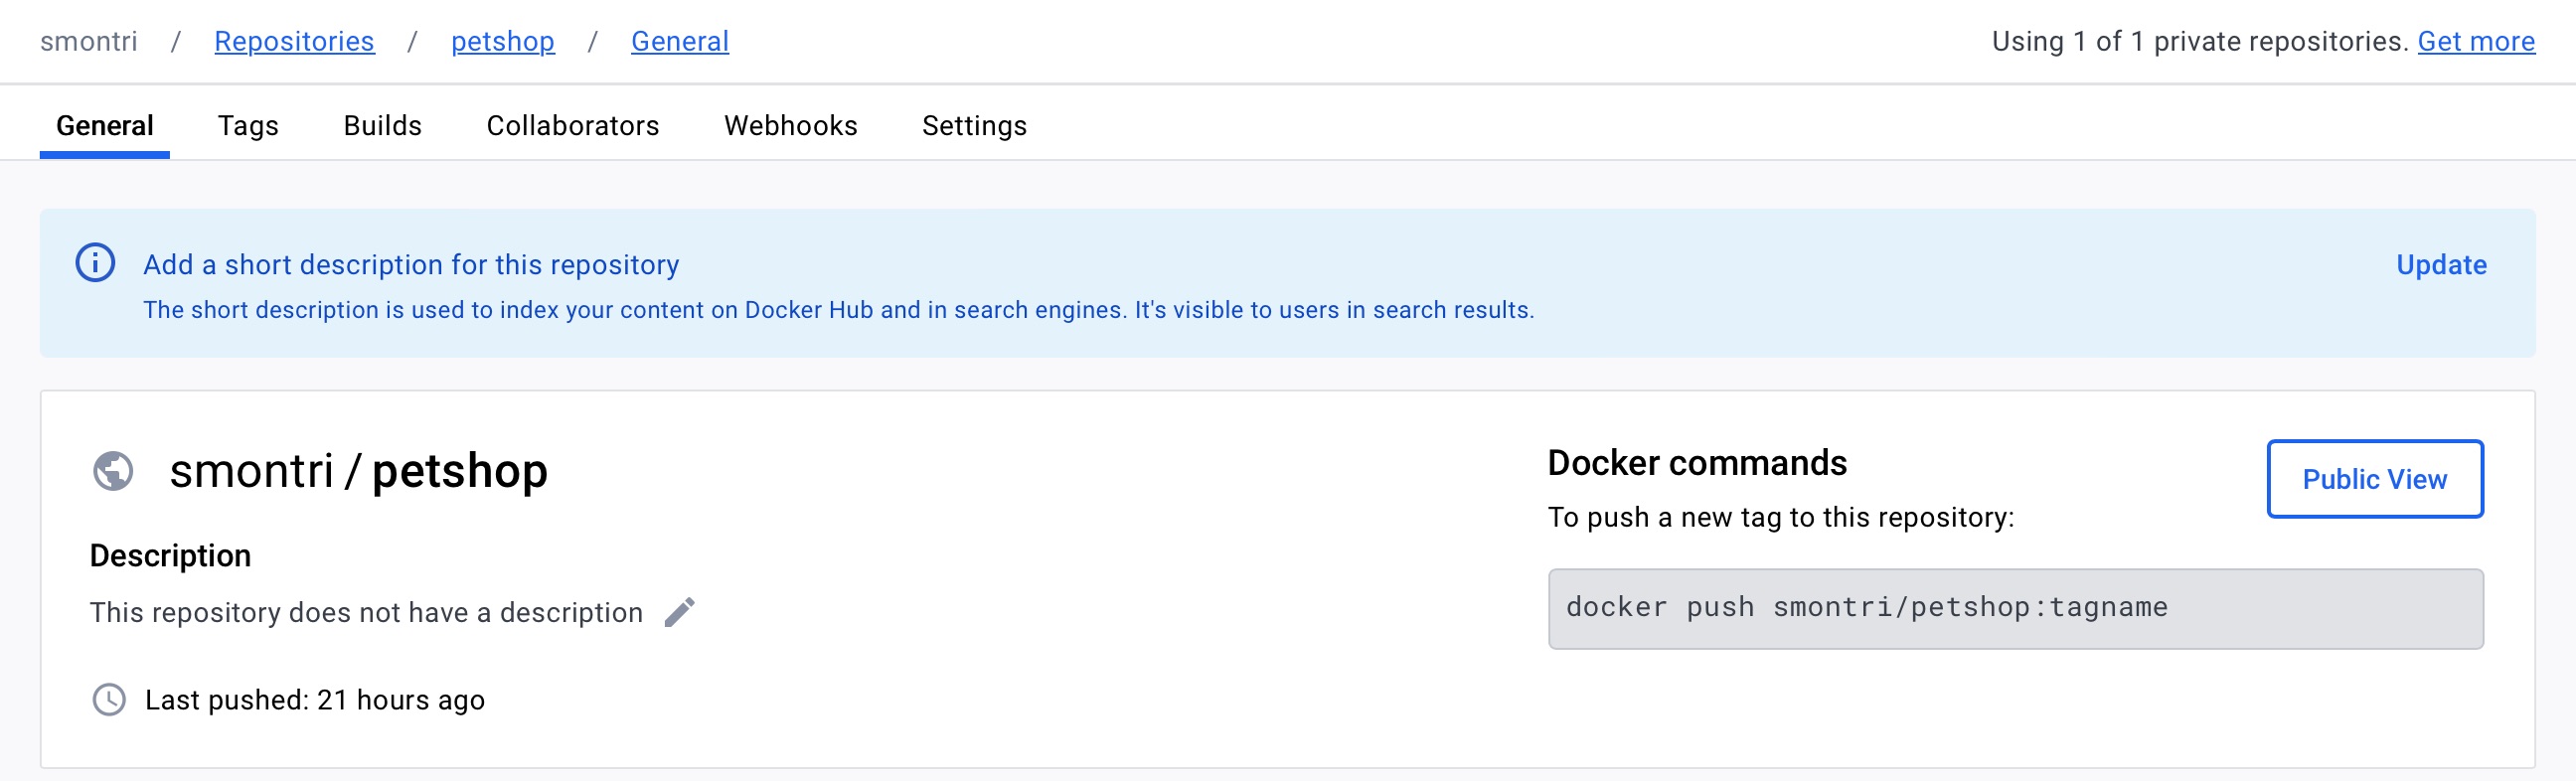 smontri / Repositories / petshop / General
Using 1 of 1 private repositories. Get more
General Tags Builds Collaborators Webhooks Settings
Add a short description for this repository
Update
The short description is used to index your content on Docker Hub and in search engines. It's visible to users in search results.
smontri / petshop
Description
This repository does not have a description
Last pushed: 21 hours ago
Docker commands
Public View
To push a new tag to this repository:
docker push smontri/petshop:tagname